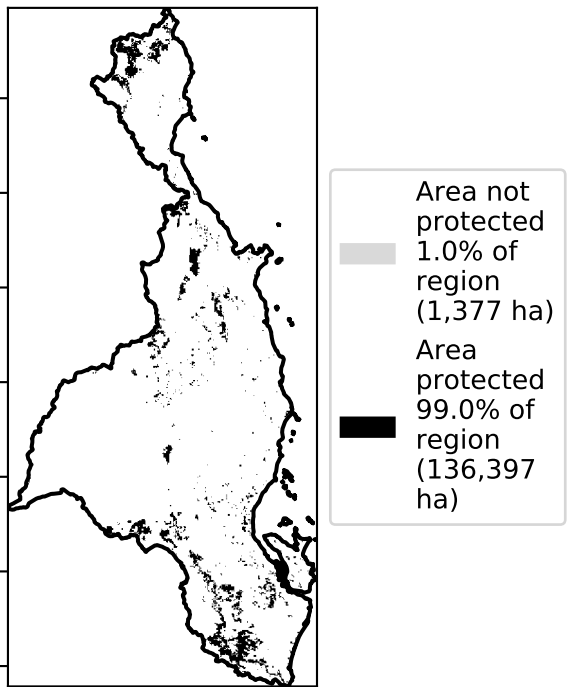 Area not
protected
1.0% of
region
(1,377 ha)
Area
protected
99.0% of
region
(136,397
ha)